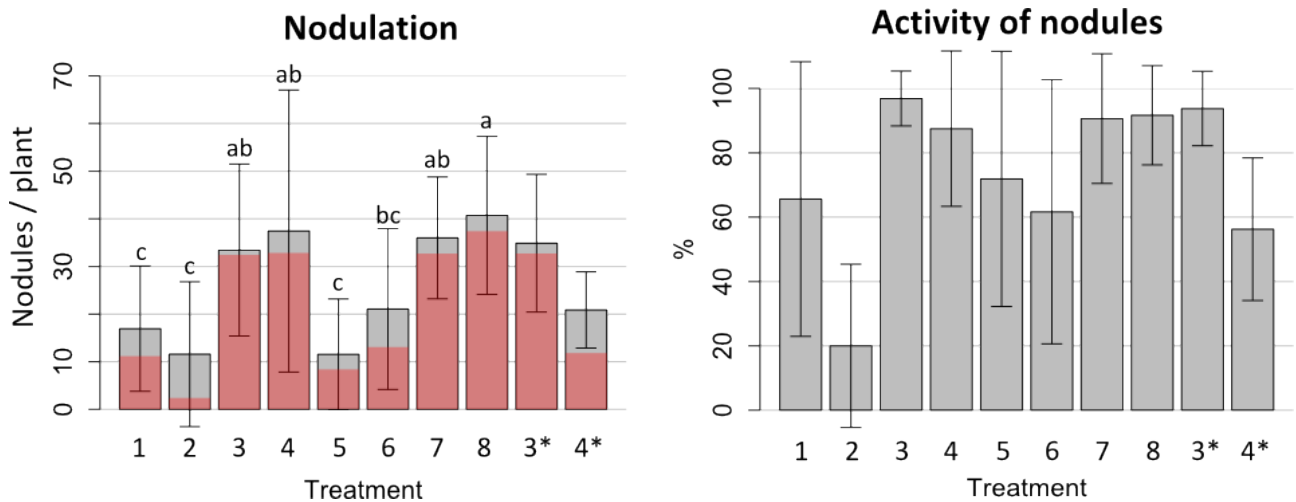 Nodulation
Nodules / plant
70
50
30
10
0
c
c
ab
ab
c
bc
ab
a
1 2 3 4 5 6 7 8 3* 4*
Treatment
Activity of nodules
%
100
80
60
40
20
0
1 2 3 4 5 6 7 8 3* 4*
Treatment